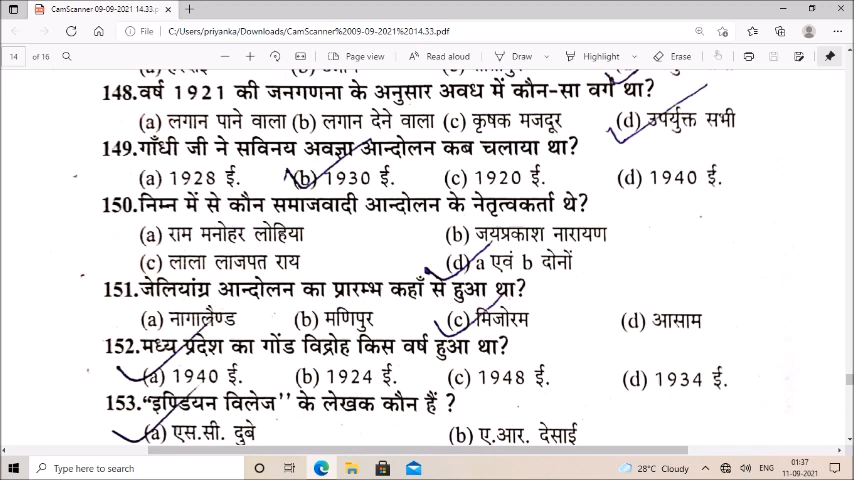 CamScanner 09-09-2021 14.33.p
File C:/Users/priyanka/Downloads/CamScanner%2009-09-2021%2014.33.pdf
14 of 16 Page view Read aloud Draw Highlight Erase
148.वर्ष 1921 की जनगणना के अनुसार अवध में कौन-सा वर्ग था?
(a) लगान पाने वाला (b) लगान देने वाला (c) कृषक मजदूर (d) उपर्युक्त सभी
149.गाँधी जी ने सविनय अवज्ञा आन्दोलन कब चलाया था?
(a) 1928 ई. (b) 1930 ई. (c) 1920 ई. (d) 1940 ई.
150.निम्न में से कौन समाजवादी आन्दोलन के नेतृत्वकर्ता थे?
(a) राम मनोहर लोहिया (b) जयप्रकाश नारायण
(c) लाला लाजपत राय (d) a एवं b दोनों
151.जेलियांग्र आन्दोलन का प्रारम्भ कहाँ से हुआ था?
(a) नागालैण्ड (b) मणिपुर (c) मिजोरम (d) आसाम
152.मध्य प्रदेश का गोंड विद्रोह किस वर्ष हुआ था?
(a) 1940 ई. (b) 1924 ई. (c) 1948 ई. (d) 1934 ई.
153.“इण्डियन विलेज’’ के लेखक कौन हैं ?
(a) एस.सी. दुबे (b) ए.आर. देसाई
Type here to search 28°C Cloudy ENG 01:37
11-09-2021